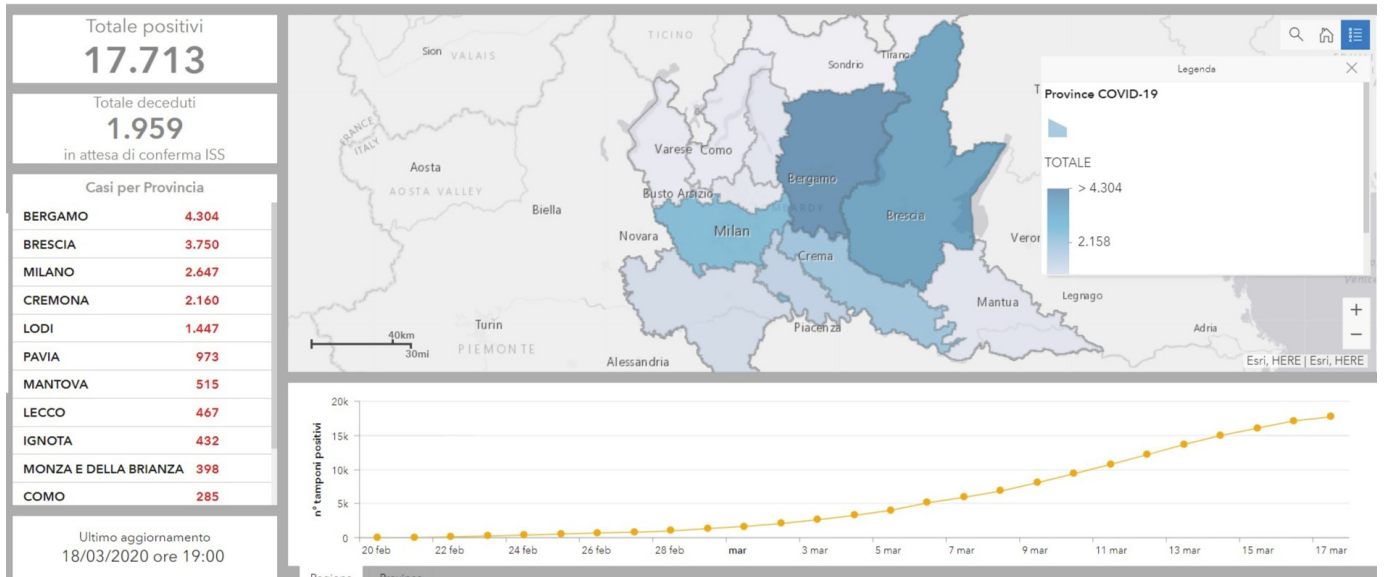 Totale positivi
17.713
Totale deceduti
1.959
in attesa di conferma ISS
Casi per Provincia
BERGAMO 4.304
BRESCIA 3.750
MILANO 2.647
CREMONA 2.160
LODI 1.447
PAVIA 973
MANTOVA 515
LECCO 467
IGNOTA 432
MONZA E DELLA BRIANZA 398
COMO 285
Ultimo aggiornamento
18/03/2020 ore 19:00
TICINO
Sion VALAIS
Sondrio
Tirano
FRANCE
ITALY
Aosta
AOSTA VALLEY
Varese Como
Bergamo
Busto Arsizio
Biella
Brescia
Novara
Milan
Crema
Mantua
Legnago
Turin
PIEMONTE
Piacenza
Adria
Alessandria
40km
30mi
Legenda
Province COVID-19
TOTALE
> 4.304
2.158
+
−
Esri, HERE | Esri, HERE
n° tamponi positivi
20k
15k
10k
5k
0
20 feb 22 feb 24 feb 26 feb 28 feb mar 3 mar 5 mar 7 mar 9 mar 11 mar 13 mar 15 mar 17 mar